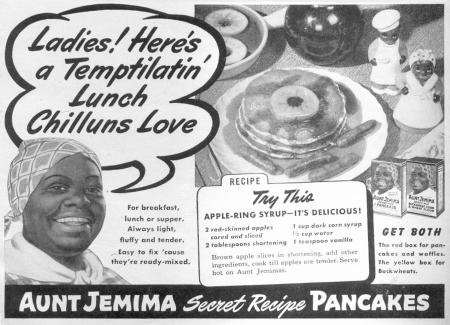 Ladies! Here's
a Temptilatin'
Lunch
Chilluns Love
For breakfast,
lunch or supper.
Always light,
fluffy and tender.
Easy to fix 'cause
they're ready-mixed.
RECIPE
Try This
APPLE-RING SYRUP—IT'S DELICIOUS!
2 red-skinned apples
cored and sliced
2 tablespoons shortening
1 cup dark corn syrup
½ cup water
1 teaspoon vanilla
Brown apple slices in shortening, add other
ingredients, cook till apples are tender. Serve
hot on Aunt Jemimas.
AUNT JEMIMA
AUNT JEMIMA
GET BOTH
The red box for pan-
cakes and waffles.
The yellow box for
Buckwheats.
AUNT JEMIMA Secret Recipe PANCAKES